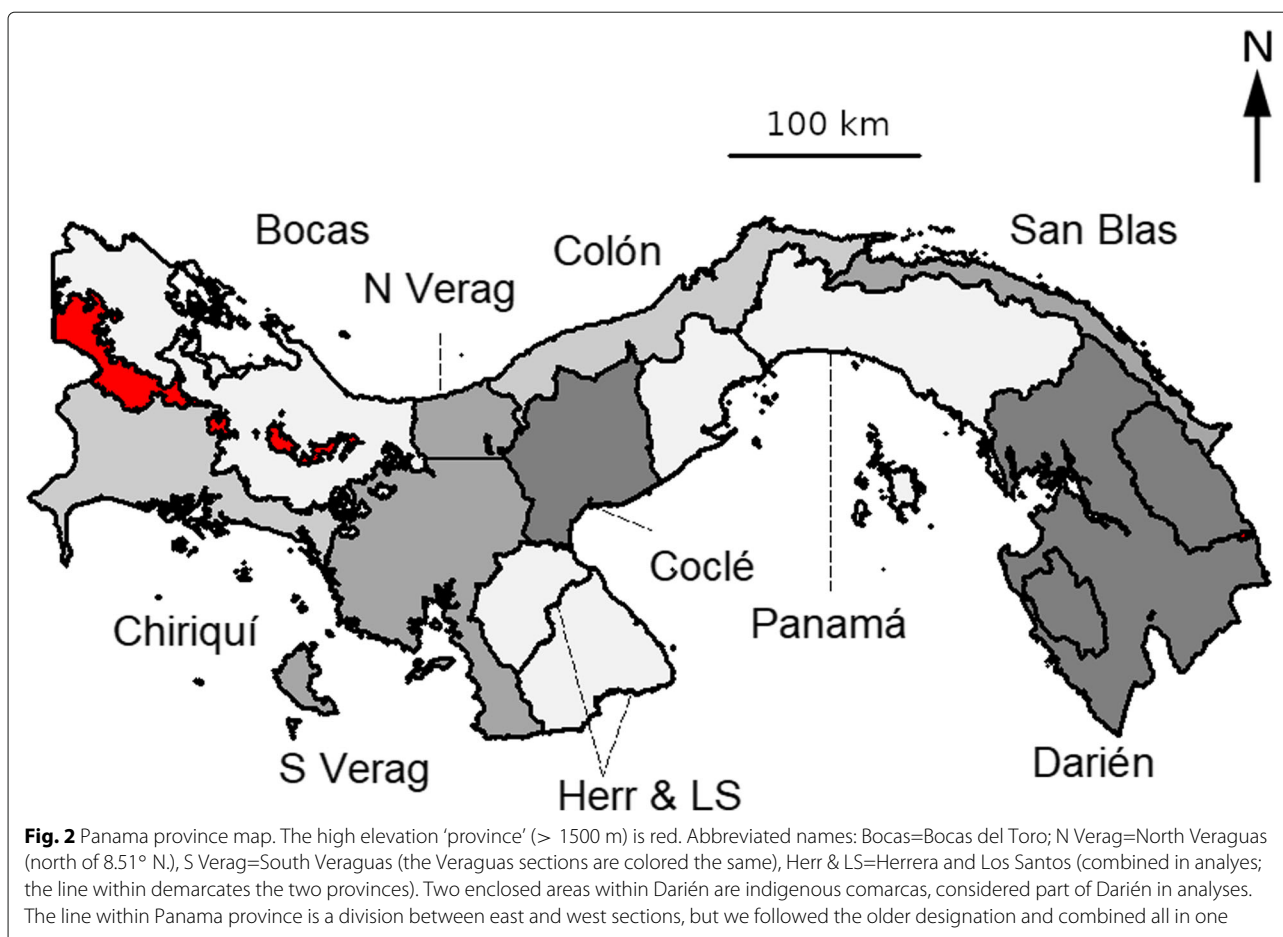 N
100 km
Bocas
San Blas
Colón
N Verag
Coclé
Chiriquí
Panamá
S Verag
Darién
Herr & LS
Fig. 2 Panama province map. The high elevation 'province' (> 1500 m) is red. Abbreviated names: Bocas=Bocas del Toro; N Verag=North Veraguas
(north of 8.51° N.), S Verag=South Veraguas (the Veraguas sections are colored the same), Herr & LS=Herrera and Los Santos (combined in analyes;
the line within demarcates the two provinces). Two enclosed areas within Darién are indigenous comarcas, considered part of Darién in analyses.
The line within Panama province is a division between east and west sections, but we followed the older designation and combined all in one